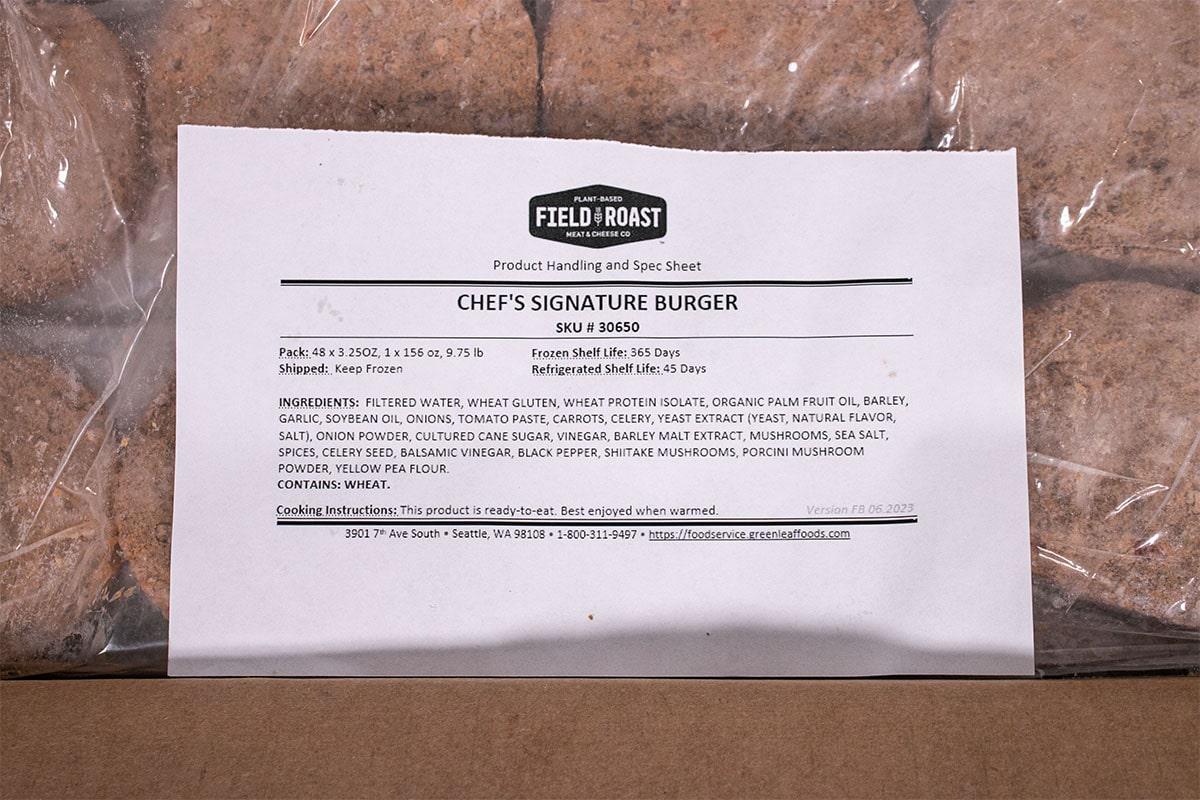 PLANT-BASED
FIELD ROAST
MEAT & CHEESE CO
Product Handling and Spec Sheet
CHEF'S SIGNATURE BURGER
SKU # 30650
Pack: 48 x 3.25OZ, 1 x 156 oz, 9.75 lb Frozen Shelf Life: 365 Days
Shipped: Keep Frozen Refrigerated Shelf Life: 45 Days
INGREDIENTS: FILTERED WATER, WHEAT GLUTEN, WHEAT PROTEIN ISOLATE, ORGANIC PALM FRUIT OIL, BARLEY,
GARLIC, SOYBEAN OIL, ONIONS, TOMATO PASTE, CARROTS, CELERY, YEAST EXTRACT (YEAST, NATURAL FLAVOR,
SALT), ONION POWDER, CULTURED CANE SUGAR, VINEGAR, BARLEY MALT EXTRACT, MUSHROOMS, SEA SALT,
SPICES, CELERY SEED, BALSAMIC VINEGAR, BLACK PEPPER, SHIITAKE MUSHROOMS, PORCINI MUSHROOM
POWDER, YELLOW PEA FLOUR.
CONTAINS: WHEAT.
Cooking Instructions: This product is ready-to-eat. Best enjoyed when warmed. Version FB 06.2023
3901 7th Ave South • Seattle, WA 98108 • 1-800-311-9497 • https://foodservice.greenleaffoods.com